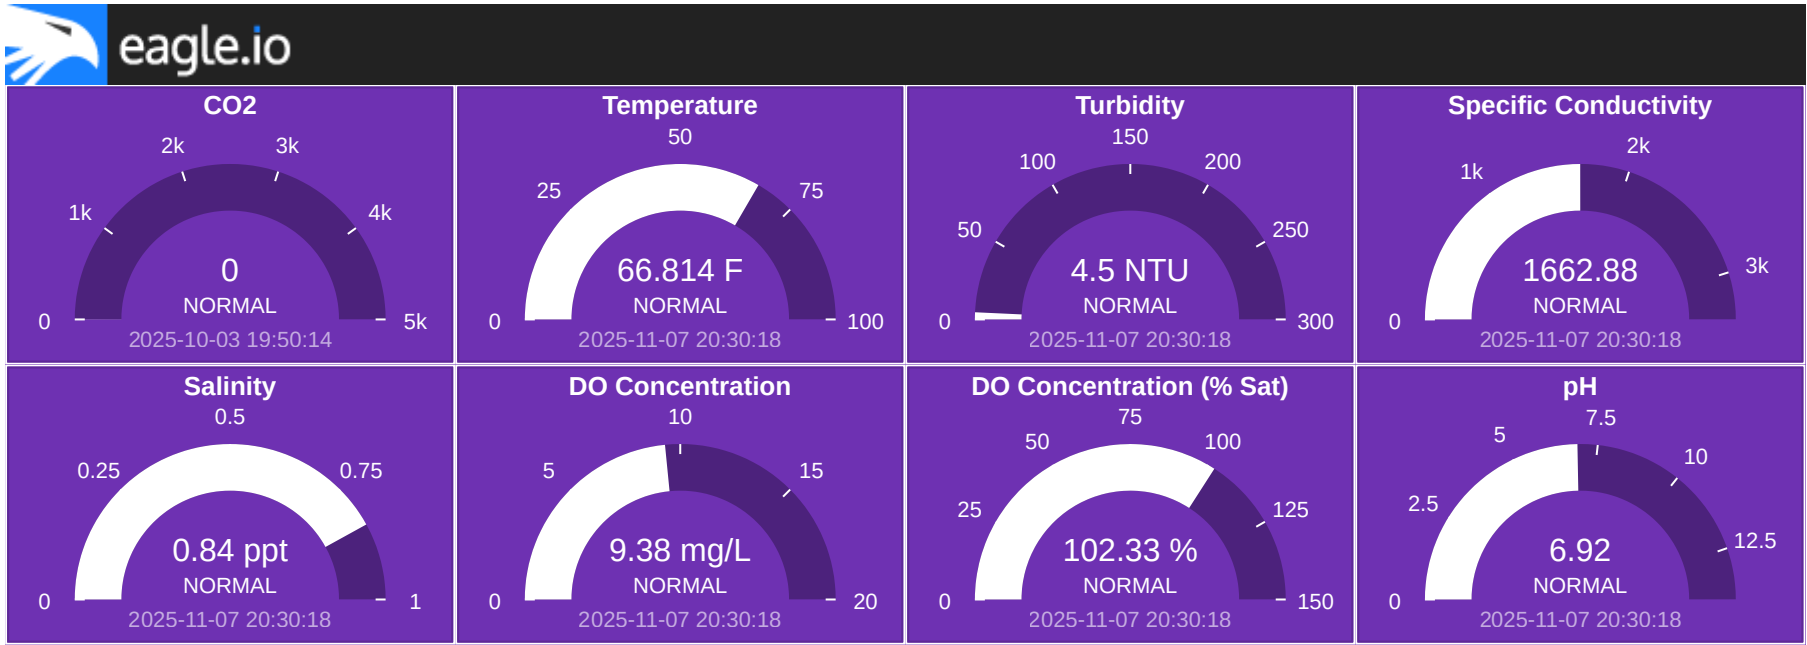 eagle.io
CO2
0 1k 2k 3k 4k 5k
0
NORMAL
2025-10-03 19:50:14
Temperature
0 25 50 75 100
66.814 F
NORMAL
2025-11-07 20:30:18
Turbidity
0 50 100 150 200 250 300
4.5 NTU
NORMAL
2025-11-07 20:30:18
Specific Conductivity
0 1k 2k 3k
1662.88
NORMAL
2025-11-07 20:30:18
Salinity
0 0.25 0.5 0.75 1
0.84 ppt
NORMAL
2025-11-07 20:30:18
DO Concentration
0 5 10 15 20
9.38 mg/L
NORMAL
2025-11-07 20:30:18
DO Concentration (% Sat)
0 25 50 75 100 125 150
102.33 %
NORMAL
2025-11-07 20:30:18
pH
0 2.5 5 7.5 10 12.5
6.92
NORMAL
2025-11-07 20:30:18